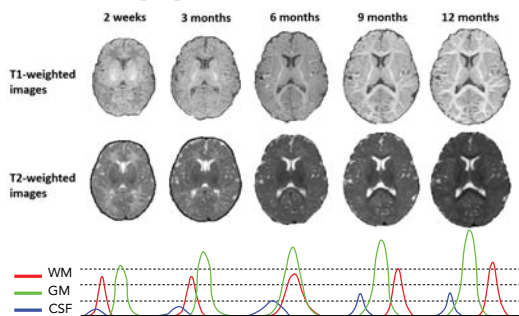 2 weeks 3 months 6 months 9 months 12 months
T1-weighted
images
T2-weighted
images
WM
GM
CSF